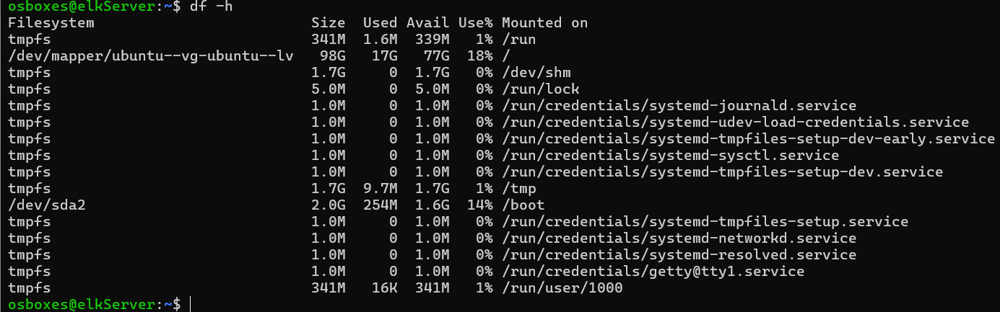 osboxes@elkServer:~$ df -h
Filesystem                         Size  Used Avail Use% Mounted on
tmpfs                              341M  1.6M  339M   1% /run
/dev/mapper/ubuntu--vg-ubuntu--lv   98G   17G   77G  18% /
tmpfs                              1.7G     0  1.7G   0% /dev/shm
tmpfs                              5.0M     0  5.0M   0% /run/lock
tmpfs                              1.0M     0  1.0M   0% /run/credentials/systemd-journald.service
tmpfs                              1.0M     0  1.0M   0% /run/credentials/systemd-udev-load-credentials.service
tmpfs                              1.0M     0  1.0M   0% /run/credentials/systemd-tmpfiles-setup-dev-early.service
tmpfs                              1.0M     0  1.0M   0% /run/credentials/systemd-sysctl.service
tmpfs                              1.0M     0  1.0M   0% /run/credentials/systemd-tmpfiles-setup-dev.service
tmpfs                              1.7G  9.7M  1.7G   1% /tmp
/dev/sda2                          2.0G  254M  1.6G  14% /boot
tmpfs                              1.0M     0  1.0M   0% /run/credentials/systemd-tmpfiles-setup.service
tmpfs                              1.0M     0  1.0M   0% /run/credentials/systemd-networkd.service
tmpfs                              1.0M     0  1.0M   0% /run/credentials/systemd-resolved.service
tmpfs                              1.0M     0  1.0M   0% /run/credentials/getty@tty1.service
tmpfs                              341M   16K  341M   1% /run/user/1000
osboxes@elkServer:~$